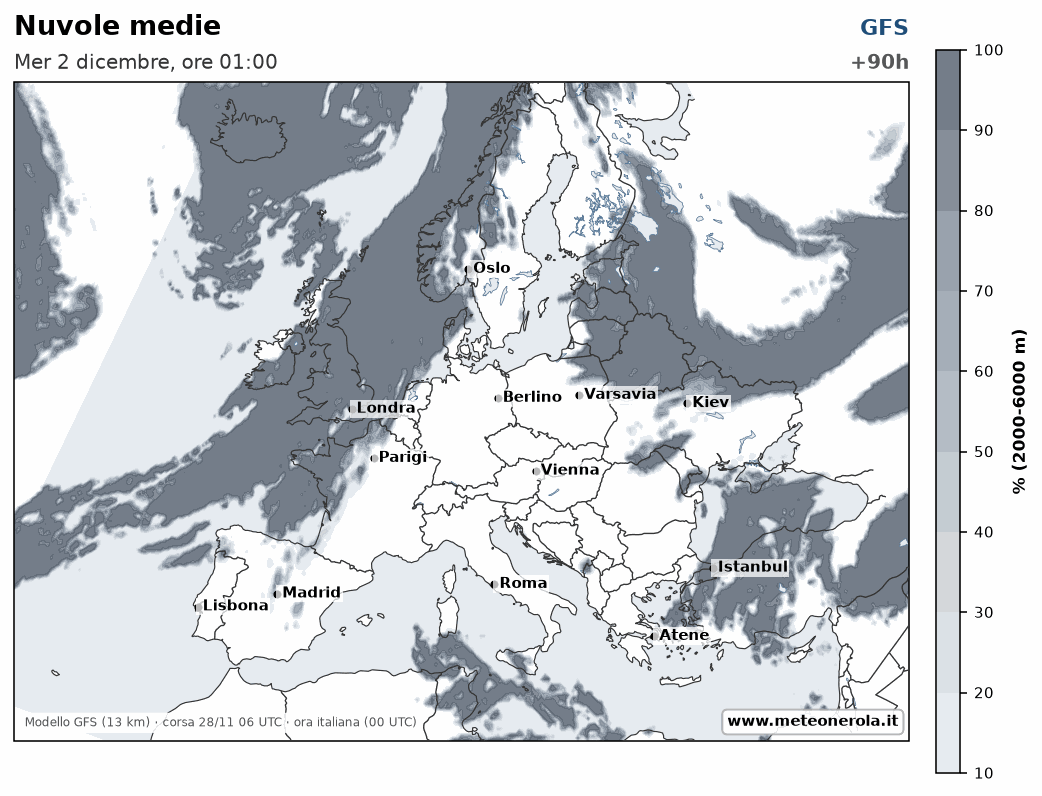 Nuvole medie
GFS
Mer 2 dicembre, ore 01:00
+90h
100
90
80
70
60
50
40
30
20
10
% (2000-6000 m)
Oslo
Berlino
Varsavia
Kiev
Londra
Parigi
Vienna
Istanbul
Roma
Madrid
Lisbona
Atene
Modello GFS (13 km) · corsa 28/11 06 UTC · ora italiana (00 UTC)
www.meteonerola.it